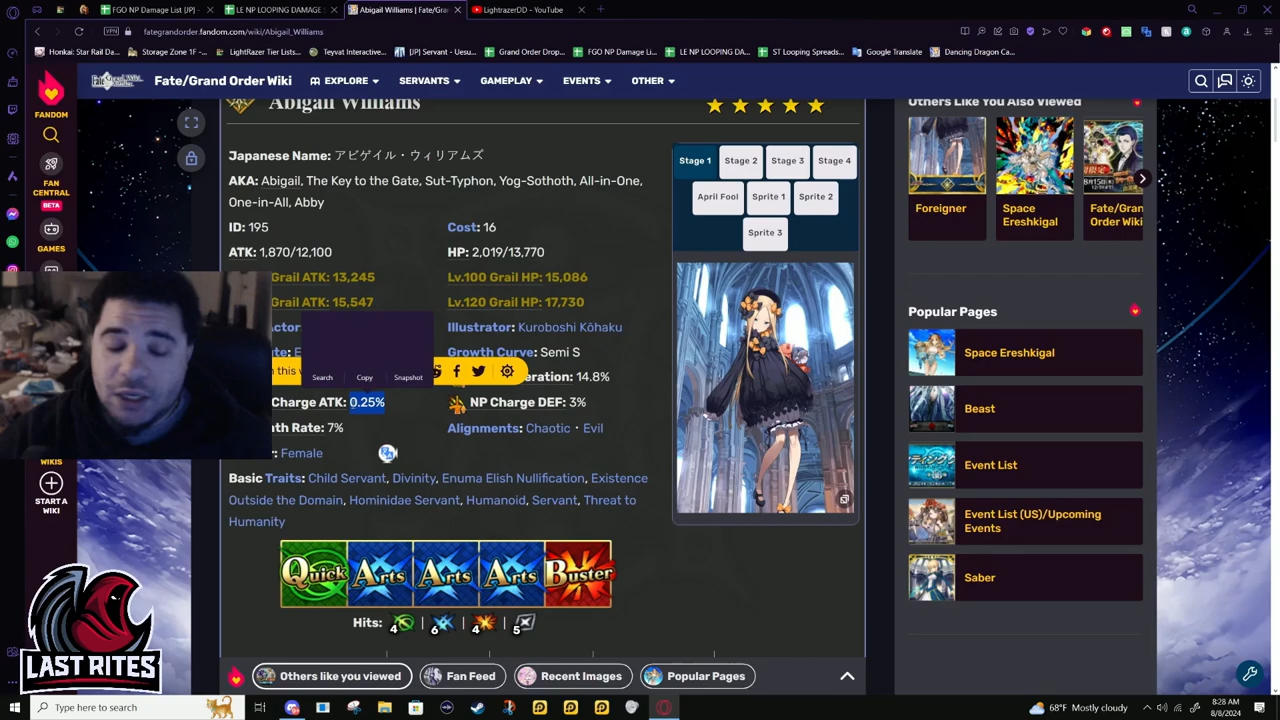 FGO NP Damage List [JP] -
LE NP LOOPING DAMAGE
Abigail Williams | Fate/Gra
LightrazerDD - YouTube
VPN
fategrandorder.fandom.com/wiki/Abigail_Williams
Honkai: Star Rail Da...
Storage Zone 1F -...
LightRazer Tier Lists...
Teyvat Interactive...
[JP] Servant - Uesu...
Grand Order Drop...
FGO NP Damage Li...
LE NP LOOPING DA...
ST Looping Spreads...
Google Translate
Dancing Dragon Ca...
Fate/Grand Order Wiki
EXPLORE
SERVANTS
GAMEPLAY
EVENTS
OTHER
FANDOM
FAN CENTRAL
BETA
GAMES
WIKIS
START A WIKI
Abigail Williams
Japanese Name: アビゲイル・ウィリアムズ
AKA: Abigail, The Key to the Gate, Sut-Typhon, Yog-Sothoth, All-in-One,
One-in-All, Abby
ID: 195
Cost: 16
ATK: 1,870/12,100
HP: 2,019/13,770
Grail ATK: 13,245
Lv.100 Grail HP: 15,086
Grail ATK: 15,547
Lv.120 Grail HP: 17,730
Illustrator: Kuroboshi Kōhaku
Growth Curve: Semi S
14.8%
Search
Copy
Snapshot
Charge ATK: 0.25%
NP Charge DEF: 3%
Rate: 7%
Alignments: Chaotic・Evil
Female
Basic Traits: Child Servant, Divinity, Enuma Elish Nullification, Existence
Outside the Domain, Hominidae Servant, Humanoid, Servant, Threat to
Humanity
Quick
Arts
Arts
Arts
Buster
Hits: 4 | 6 | 4 | 5
Stage 1
Stage 2
Stage 3
Stage 4
April Fool
Sprite 1
Sprite 2
Sprite 3
Others Like You Also Viewed
Foreigner
Space
Ereshkigal
Fate/Gran
Order Wiki
Popular Pages
Space Ereshkigal
Beast
Event List
Event List (US)/Upcoming
Events
Saber
Others like you viewed
Fan Feed
Recent Images
Popular Pages
LAST RITES
Type here to search
68°F Mostly cloudy
8:28 AM
8/8/2024